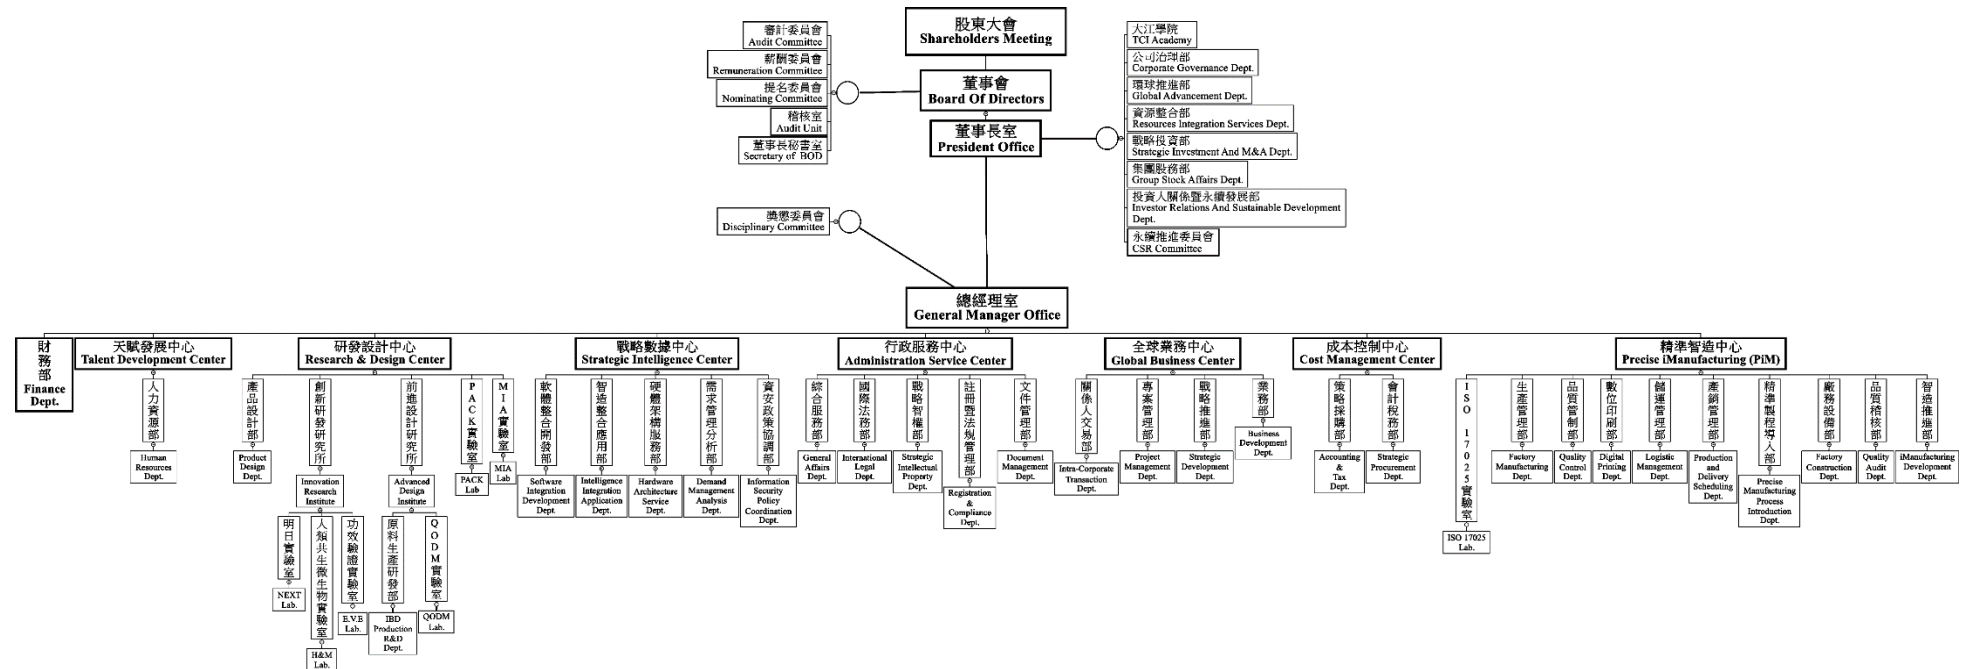 股東大會
Shareholders Meeting
董事會
Board Of Directors
董事長室
President Office
審計委員會
Audit Committee
薪酬委員會
Remuneration Committee
提名委員會
Nominating Committee
稽核室
Audit Unit
董事長秘書室
Secretary of BOD
大江學院
TCI Academy
公司治理部
Corporate Governance Dept.
環球推進部
Global Advancement Dept.
資源整合部
Resources Integration Services Dept.
戰略投資部
Strategic Investment And M&A Dept.
集團股務部
Group Stock Affairs Dept.
投資人關係暨永續發展部
Investor Relations And Sustainable Development
Dept.
永續推進委員會
CSR Committee
獎懲委員會
Disciplinary Committee
總經理室
General Manager Office
財務部
Finance
Dept.
天賦發展中心
Talent Development Center
人力資源部
Human
Resources
Dept.
研發設計中心
Research & Design Center
產品設計部
Product
Design
Dept.
創新研發研究所
Innovation
Research
Institute
明日實驗室
NEXT
Lab.
人類共生微生物實驗室
H&M
Lab.
功效驗證實驗室
E.V.E
Lab.
前進設計研究所
Advanced
Design
Institute
原料生產研發部
IBD
Production
R&D
Dept.
QODM實驗室
QODM
Lab.
PACK實驗室
PACK
Lab
MIA實驗室
MIA
Lab
戰略數據中心
Strategic Intelligence Center
軟體整合開發部
Software
Integration
Development
Dept.
智造整合應用部
Intelligence
Integration
Application
Dept.
硬體架構服務部
Hardware
Architecture
Service
Dept.
需求管理分析部
Demand
Management
Analysis
Dept.
資安政策協調部
Information
Security
Policy
Coordination
Dept.
行政服務中心
Administration Service Center
綜合服務部
General
Affairs
Dept.
國際法務部
International
Legal
Dept.
戰略智權部
Strategic
Intellectual
Property
Dept.
註冊暨法規管理部
Registration
&
Compliance
Dept.
文件管理部
Document
Management
Dept.
全球業務中心
Global Business Center
關係人交易部
Intra-Corporate
Transaction
Dept.
專案管理部
Project
Management
Dept.
戰略推進部
Strategic
Development
Dept.
業務部
Business
Development
Dept.
成本控制中心
Cost Management Center
策略採購部
Accounting
&
Tax
Dept.
會計稅務部
Strategic
Procurement
Dept.
精準智造中心
Precise iManufacturing (PiM)
ISO 17025實驗室
ISO 17025
Lab.
生產管理部
Factory
Manufacturing
Dept.
品質管制部
Quality
Control
Dept.
數位印刷部
Digital
Printing
Dept.
儲運管理部
Logistic
Management
Dept.
產銷管理部
Production
and
Delivery
Scheduling
Dept.
精準製程導入部
Precise
Manufacturing
Process
Introduction
Dept.
廠務設備部
Factory
Construction
Dept.
品質稽核部
Quality
Audit
Dept.
智造推進部
iManufacturing
Development
Dept.